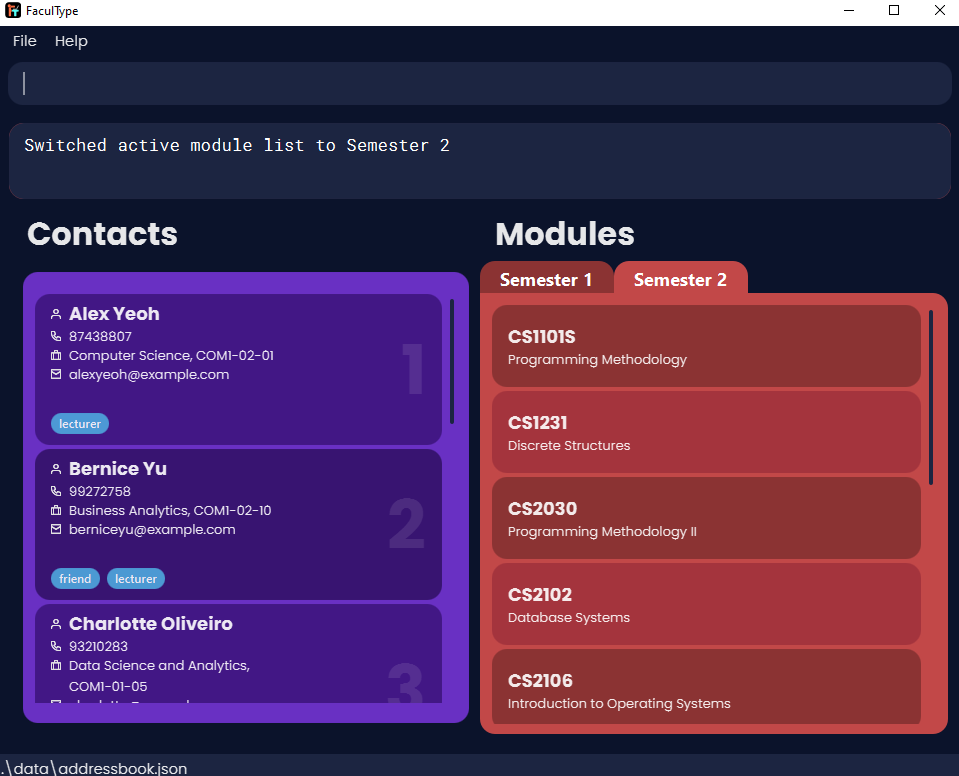 FaculType
File Help
Switched active module list to Semester 2
Contacts
Modules
Semester 1 Semester 2
Alex Yeoh
87438807
Computer Science, COM1-02-01
alexyeoh@example.com
1
lecturer
Bernice Yu
99272758
Business Analytics, COM1-02-10
berniceyu@example.com
2
friend lecturer
Charlotte Oliveiro
93210283
Data Science and Analytics,
COM1-01-05
3
CS1101S
Programming Methodology
CS1231
Discrete Structures
CS2030
Programming Methodology II
CS2102
Database Systems
CS2106
Introduction to Operating Systems
.\data\addressbook.json